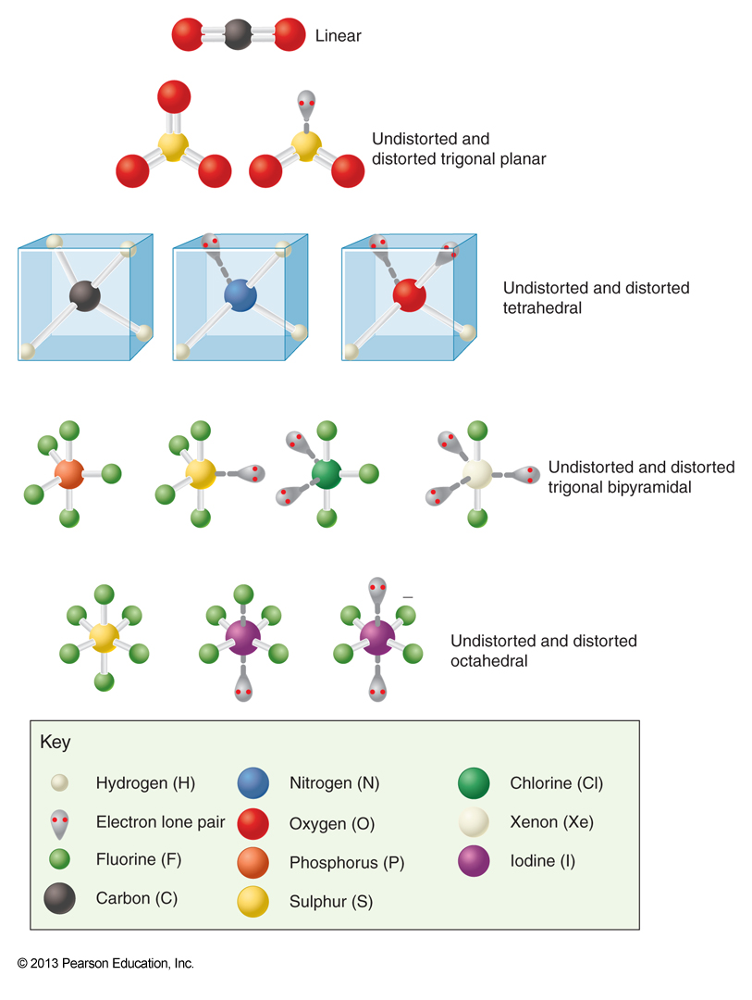 Linear
Undistorted and
distorted trigonal planar
Undistorted and distorted
tetrahedral
Undistorted and distorted
trigonal bipyramidal
–
Undistorted and distorted
octahedral
Key
Hydrogen (H)
Nitrogen (N)
Chlorine (Cl)
Electron lone pair
Oxygen (O)
Xenon (Xe)
Fluorine (F)
Phosphorus (P)
Iodine (I)
Carbon (C)
Sulphur (S)
© 2013 Pearson Education, Inc.